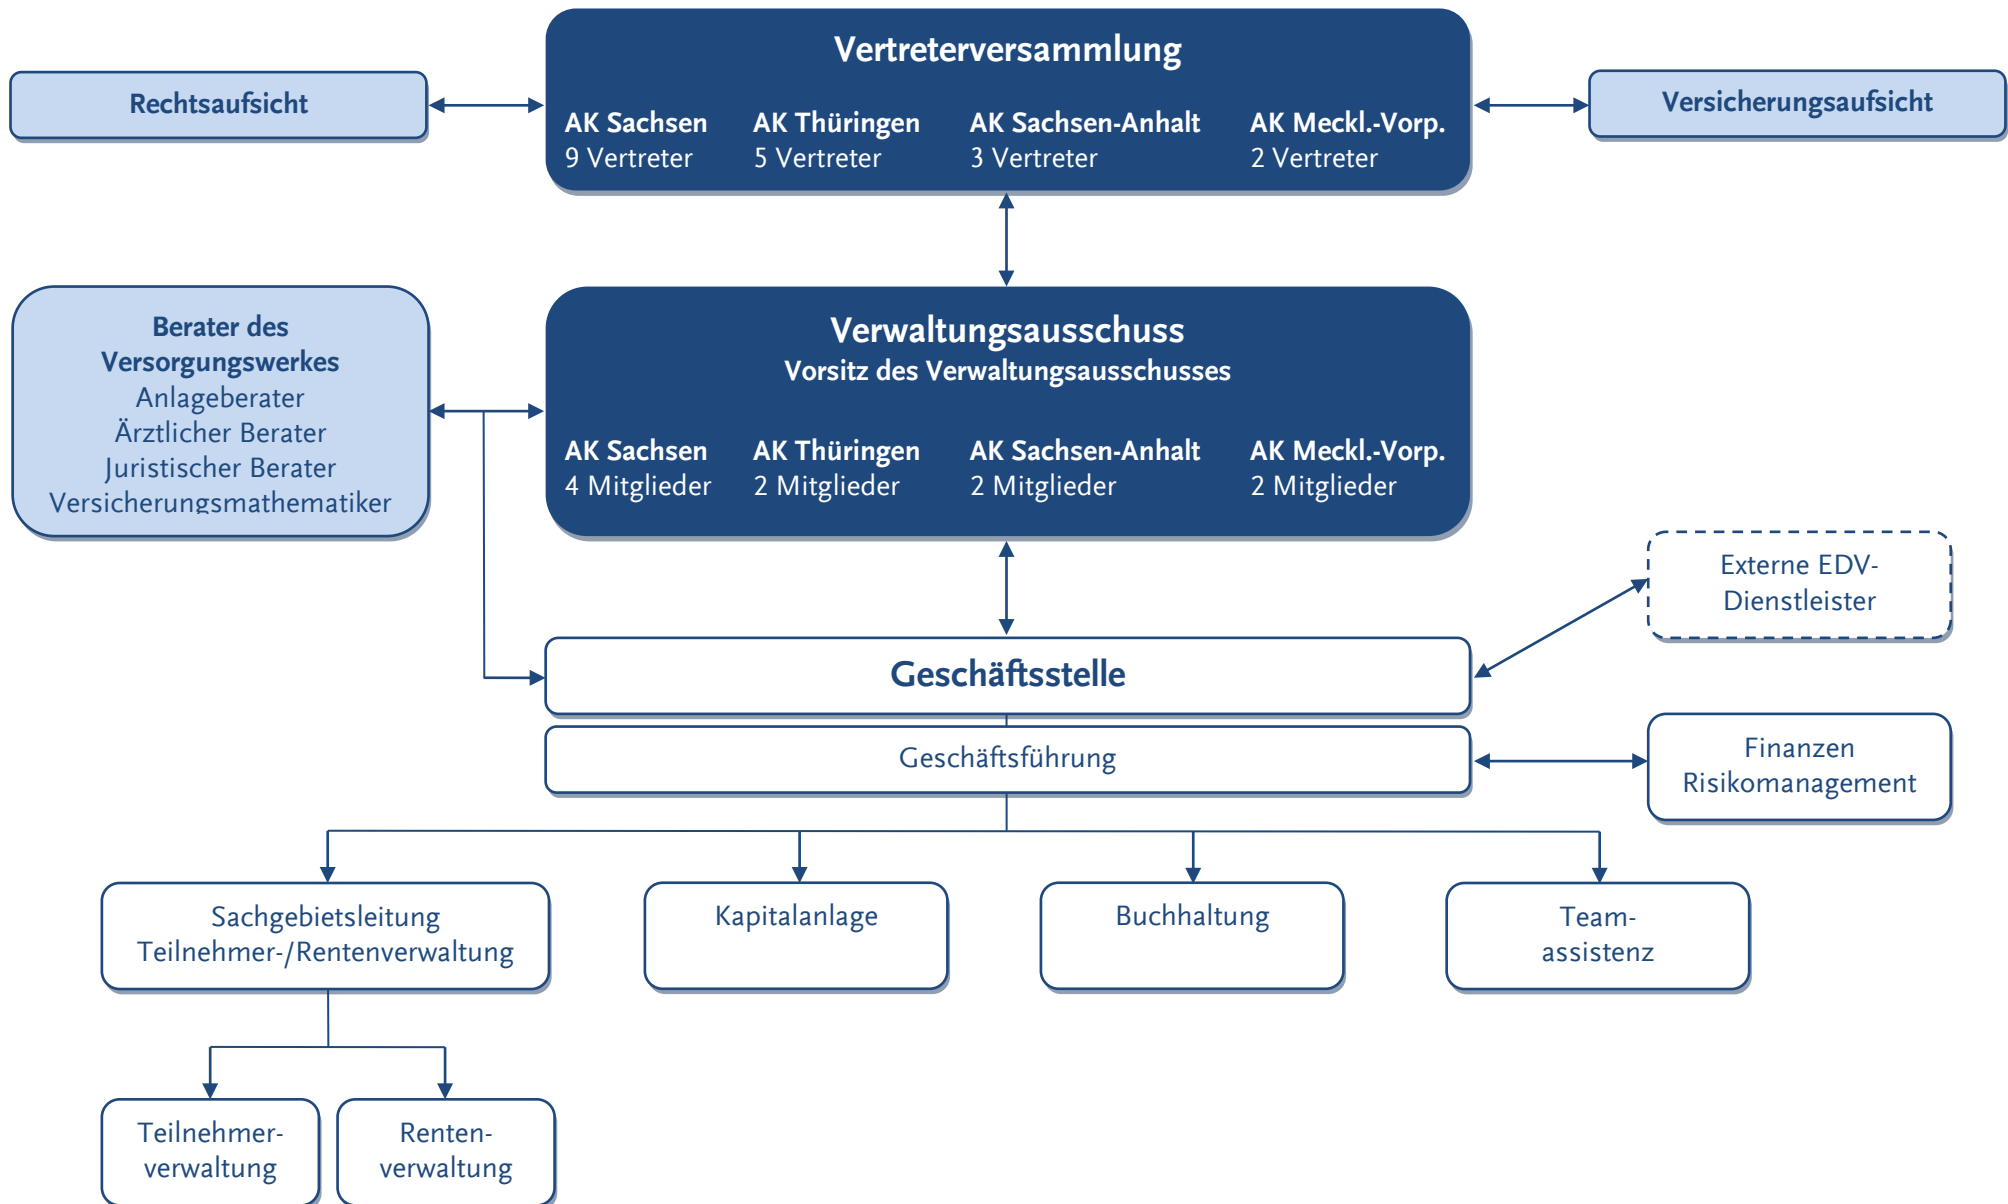 Vertreterversammlung
Rechtsaufsicht
AK Sachsen AK Thüringen AK Sachsen-Anhalt AK Meckl.-Vorp.
9 Vertreter 5 Vertreter 3 Vertreter 2 Vertreter
Versicherungsaufsicht
Berater des
Versorgungswerkes
Anlageberater
Ärztlicher Berater
Juristischer Berater
Versicherungsmathematiker
Verwaltungsausschuss
Vorsitz des Verwaltungsausschusses
AK Sachsen AK Thüringen AK Sachsen-Anhalt AK Meckl.-Vorp.
4 Mitglieder 2 Mitglieder 2 Mitglieder 2 Mitglieder
Externe EDV-
Dienstleister
Geschäftsstelle
Geschäftsführung
Finanzen
Risikomanagement
Sachgebietsleitung
Teilnehmer-/Rentenverwaltung
Kapitalanlage
Buchhaltung
Team-
assistenz
Teilnehmer-
verwaltung
Renten-
verwaltung